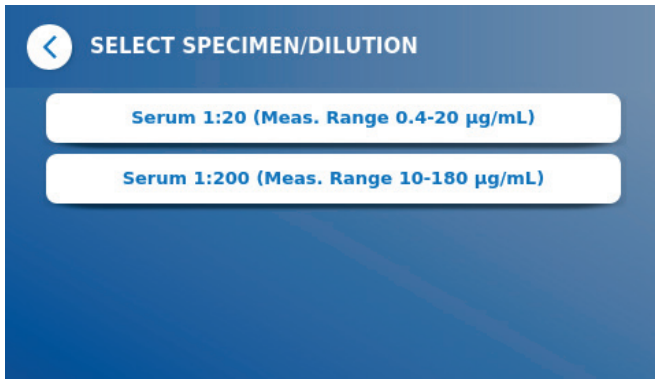 SELECT SPECIMEN/DILUTION
Serum 1:20 (Meas. Range 0.4-20 µg/mL)
Serum 1:200 (Meas. Range 10-180 µg/mL)